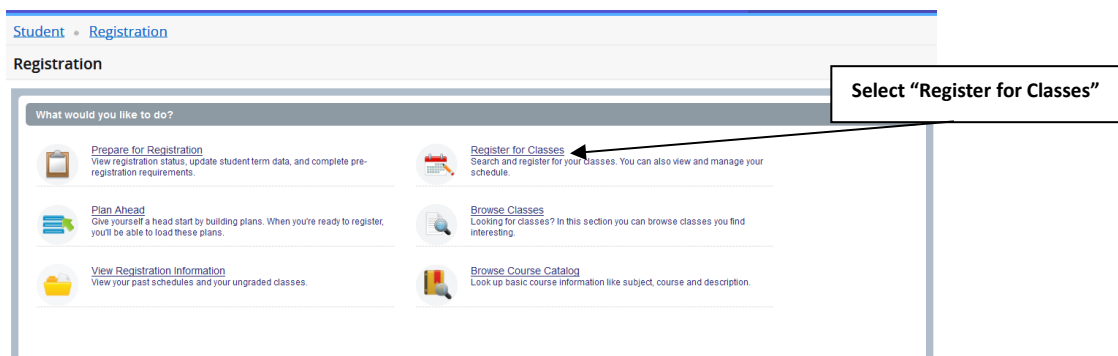 Student • Registration
Registration
Select “Register for Classes”
What would you like to do?
Prepare for Registration
View registration status, update student term data, and complete pre-
registration requirements.
Register for Classes
Search and register for your classes. You can also view and manage your
schedule.
Plan Ahead
Give yourself a head start by building plans. When you're ready to register,
you'll be able to load these plans.
Browse Classes
Looking for classes? In this section you can browse classes you find
interesting.
View Registration Information
View your past schedules and your ungraded classes.
Browse Course Catalog
Look up basic course information like subject, course and description.